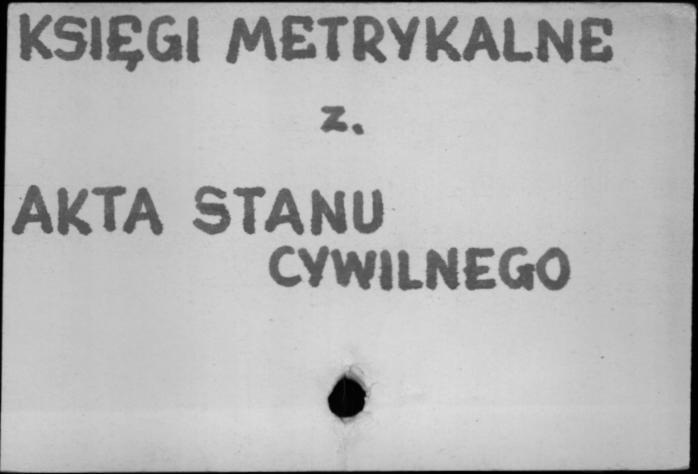 KSIĘGI METRYKALNE
z.
AKTA STANU
CYWILNEGO